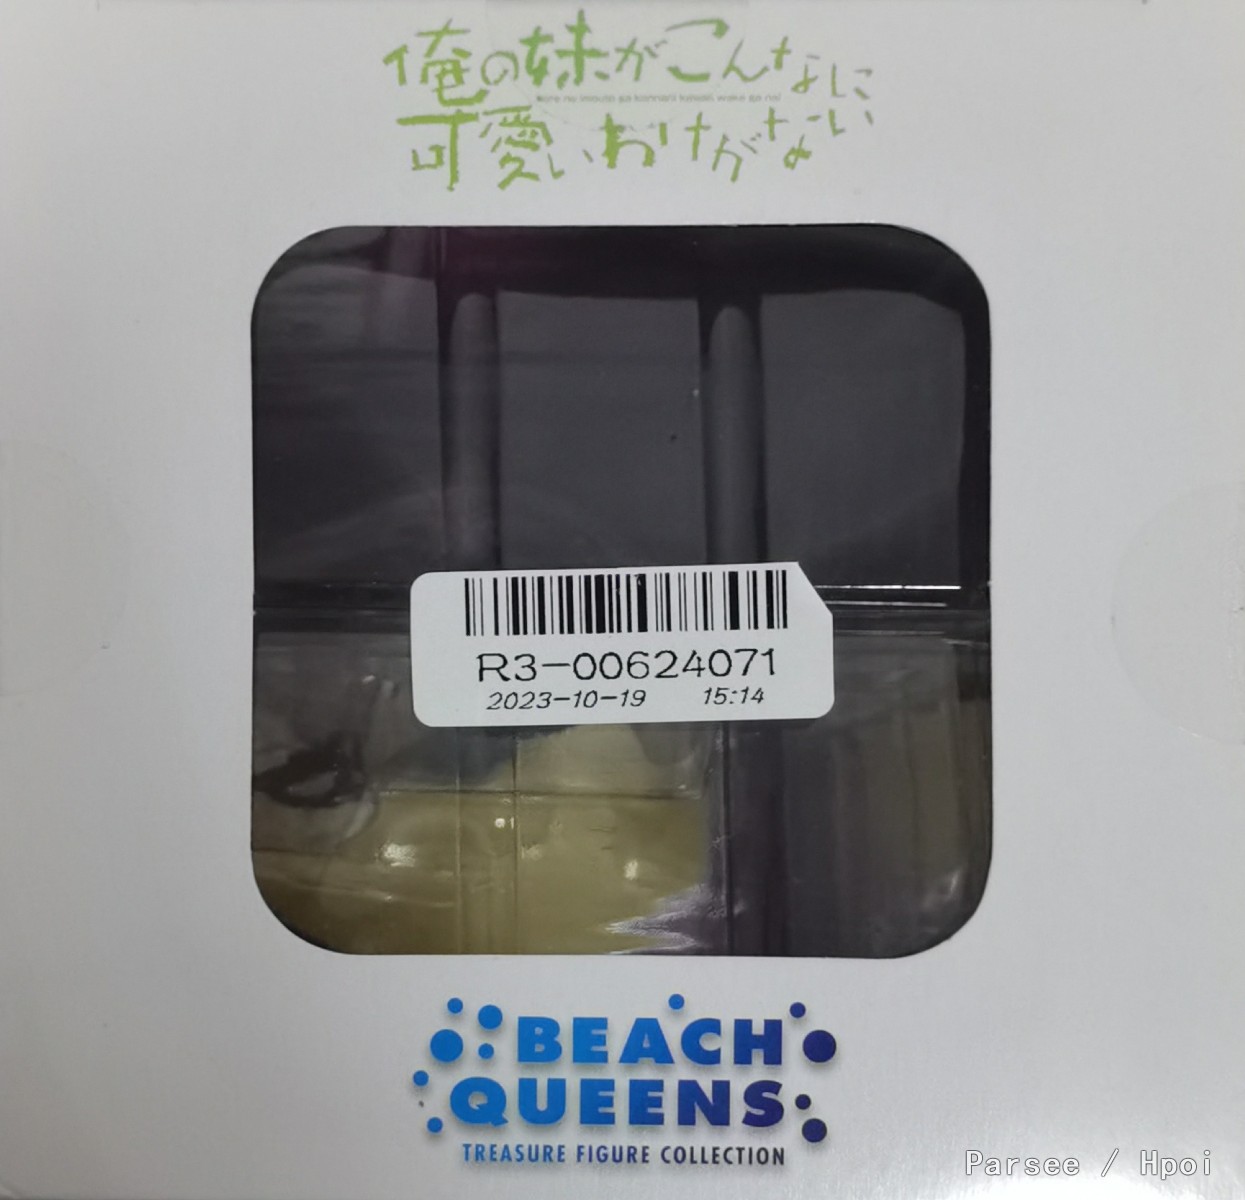 俺の妹がこんなに
ore no imouto ga konnani kawaii wake ga nai
可愛いわけがない
R3-00624071
2023-10-19 15:14
BEACH
QUEENS
TREASURE FIGURE COLLECTION
Parsee / Hpoi